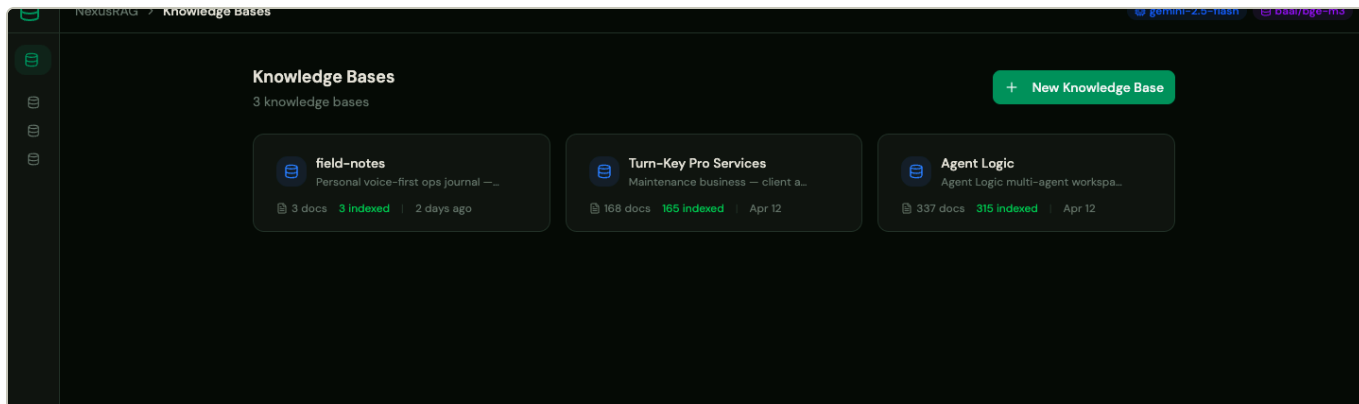 NexusRAG > Knowledge Bases
gemini-2.5-flash
baai/bge-m3
Knowledge Bases
3 knowledge bases
+ New Knowledge Base
field-notes
Personal voice-first ops journal —...
3 docs 3 indexed | 2 days ago
Turn-Key Pro Services
Maintenance business — client a...
168 docs 165 indexed | Apr 12
Agent Logic
Agent Logic multi-agent workspa...
337 docs 315 indexed | Apr 12